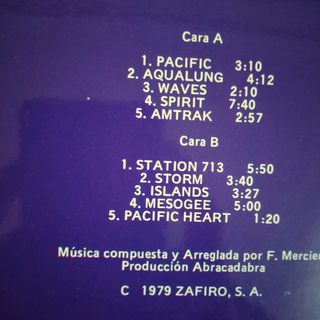 Cara A
1. PACIFIC 3:10
2. AQUALUNG 4:12
3. WAVES 2:10
4. SPIRIT 7:40
5. AMTRAK 2:57
Cara B
1. STATION 713 5:50
2. STORM 3:40
3. ISLANDS 3:27
4. MESOGEE 5:00
5. PACIFIC HEART 1:20
Música compuesta y Arreglada por F. Mercier
Producción Abracadabra
C 1979 ZAFIRO, S. A.